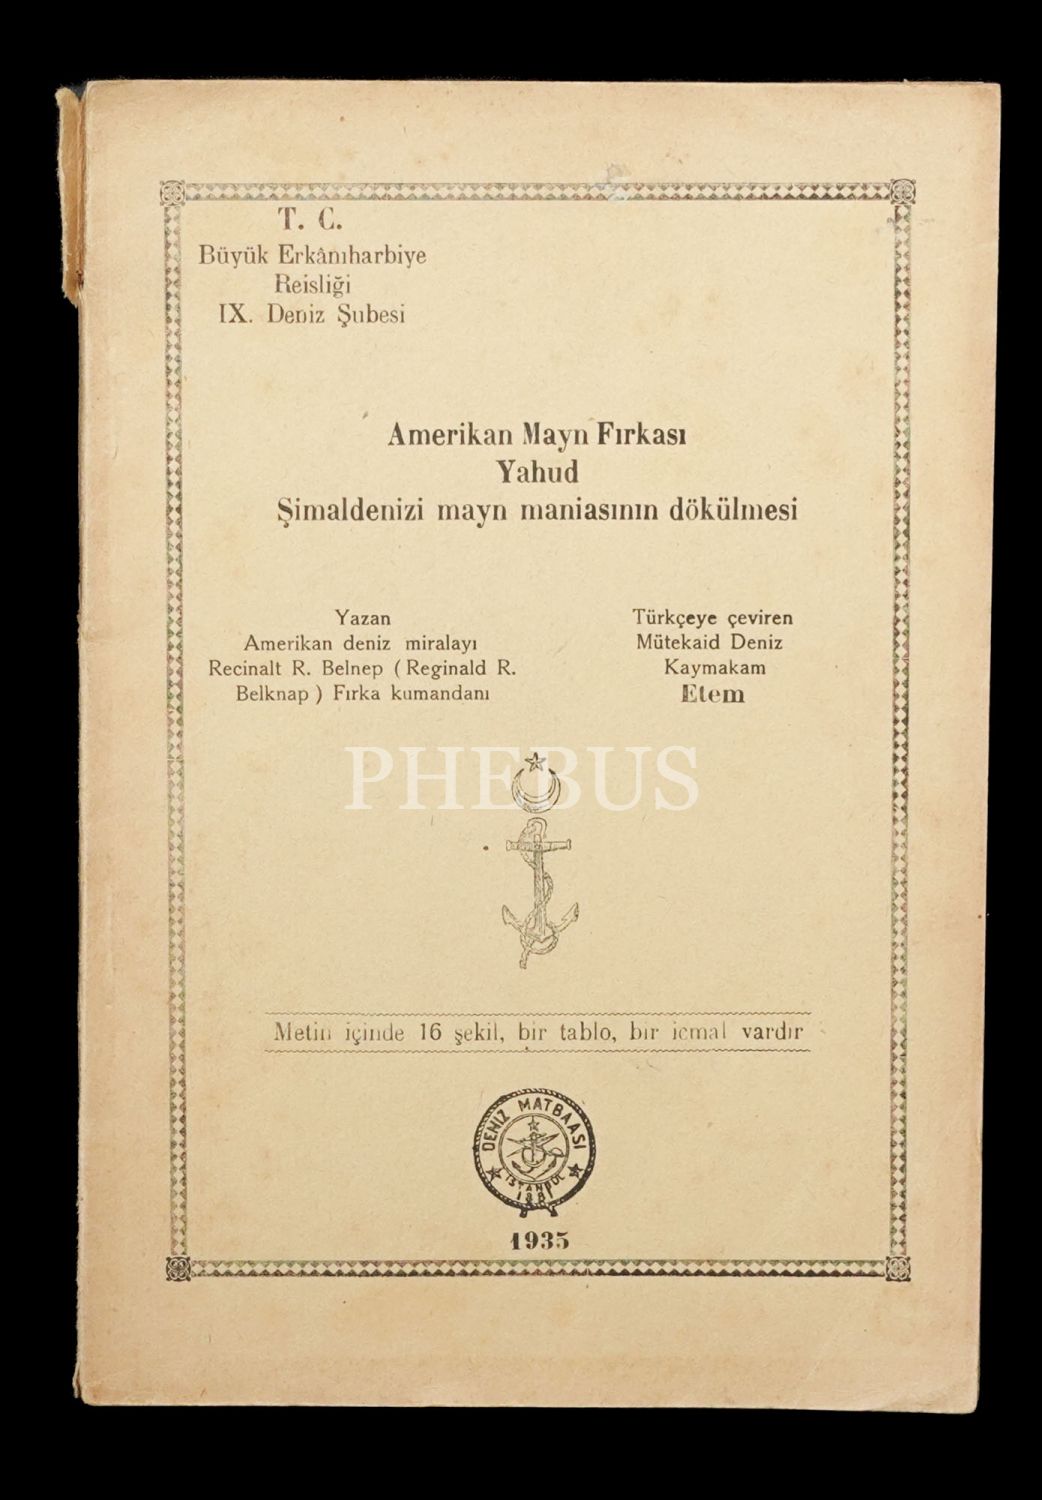 T. C.
Büyük Erkânıharbiye
Reisliği
IX. Deniz Şubesi
Amerikan Mayn Fırkası
Yahud
Şimaldenizi mayn maniasının dökülmesi
Yazan
Amerikan deniz miralayı
Recinalt R. Belnep ( Reginald R.
Belknap ) Fırka kumandanı
Türkçeye çeviren
Mütekaid Deniz
Kaymakam
Etem
PHEBUS
Metin içinde 16 şekil, bir tablo, bir icmal vardır
DENİZ MATBAASI
İSTANBUL
1935